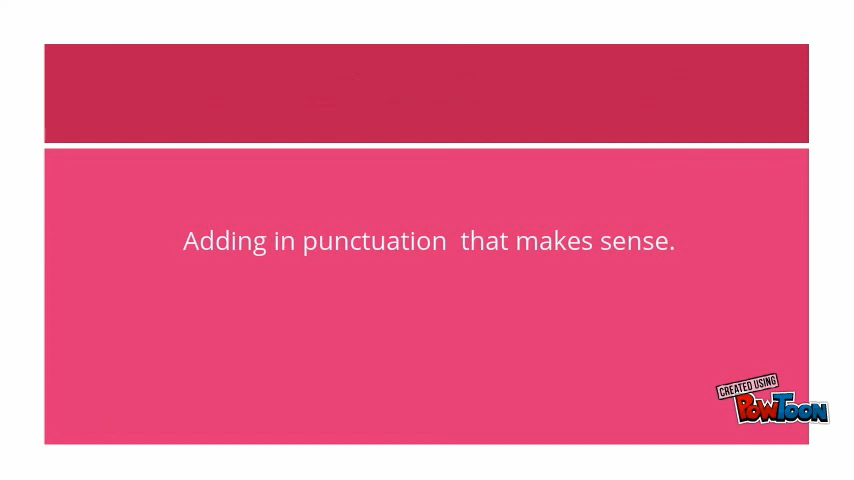 Adding in punctuation  that makes sense.
CREATED USING
POWTOON